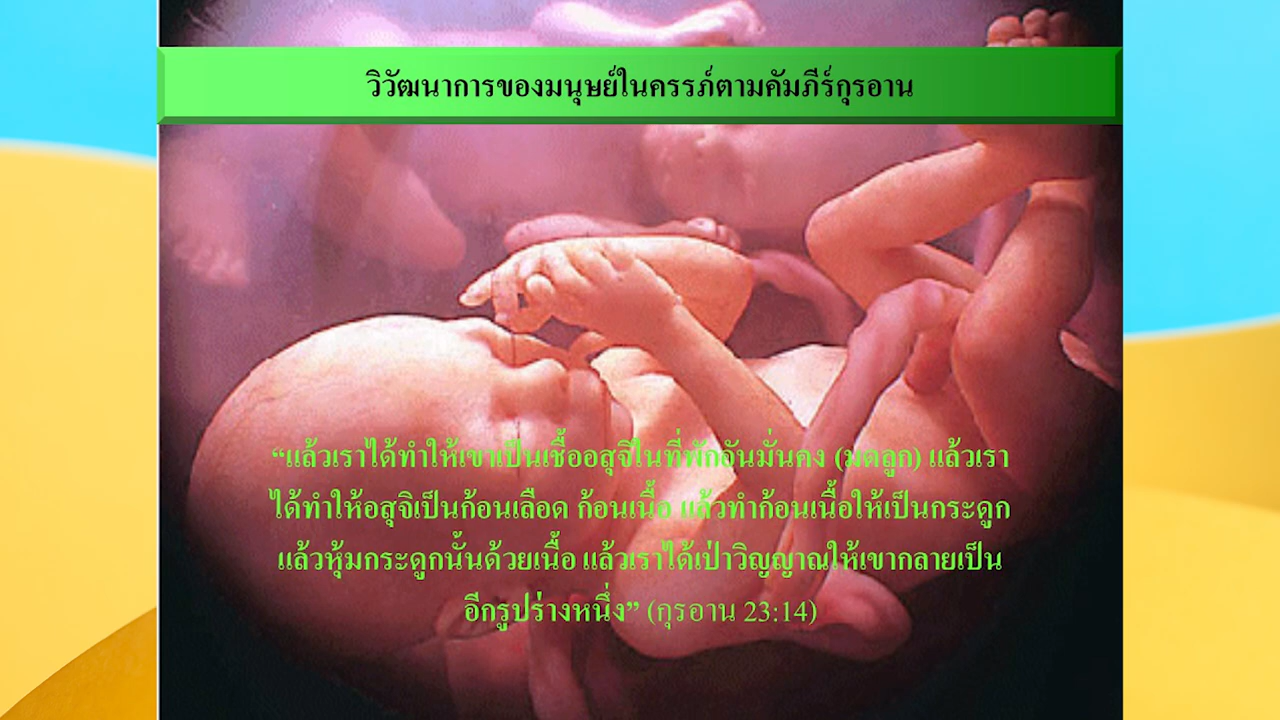 วิวัฒนาการของมนุษย์ในครรภ์ตามคัมภีร์กุรอาน
“แล้วเราได้ทำให้เขาเป็นเชื้ออสุจิในที่พักอันมั่นคง (มดลูก) แล้วเรา
ได้ทำให้อสุจิเป็นก้อนเลือด ก้อนเนื้อ แล้วทำก้อนเนื้อให้เป็นกระดูก
แล้วหุ้มกระดูกนั้นด้วยเนื้อ แล้วเราได้เป่าวิญญาณให้เขากลายเป็น
อีกรูปร่างหนึ่ง” (กุรอาน 23:14)